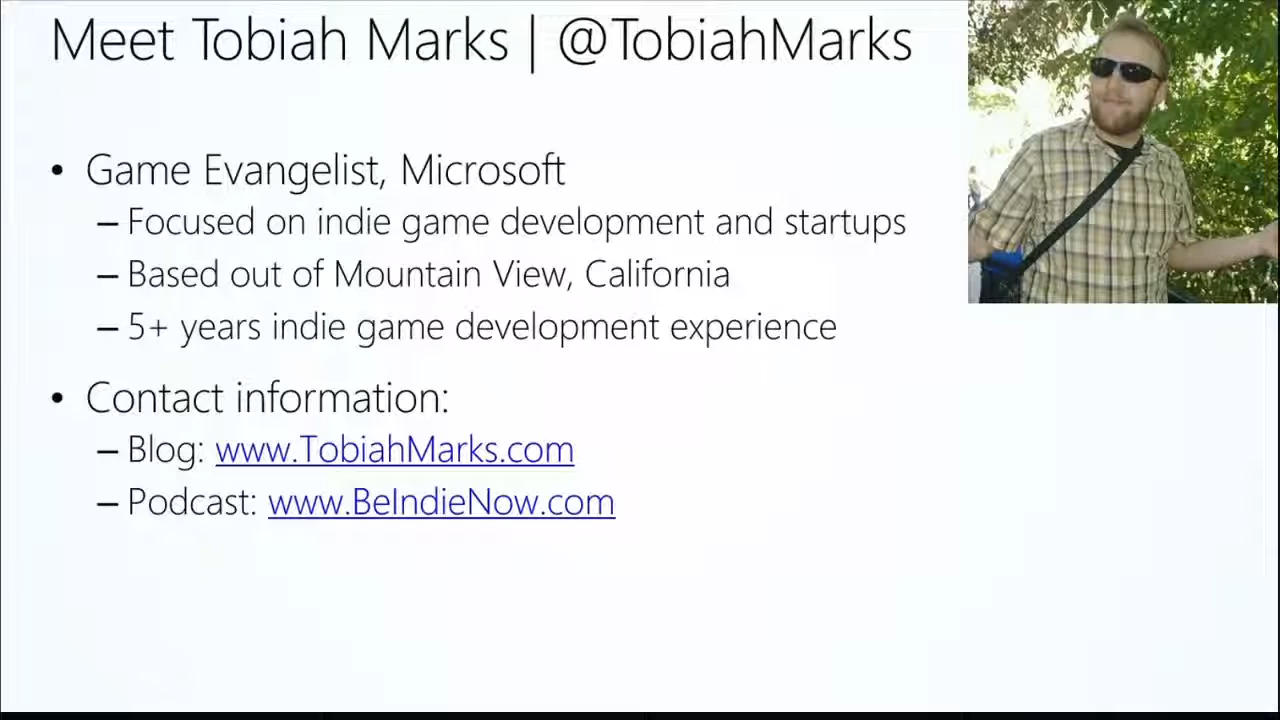 Meet Tobiah Marks | @TobiahMarks
• Game Evangelist, Microsoft
– Focused on indie game development and startups
– Based out of Mountain View, California
– 5+ years indie game development experience
• Contact information:
– Blog: www.TobiahMarks.com
– Podcast: www.BeIndieNow.com